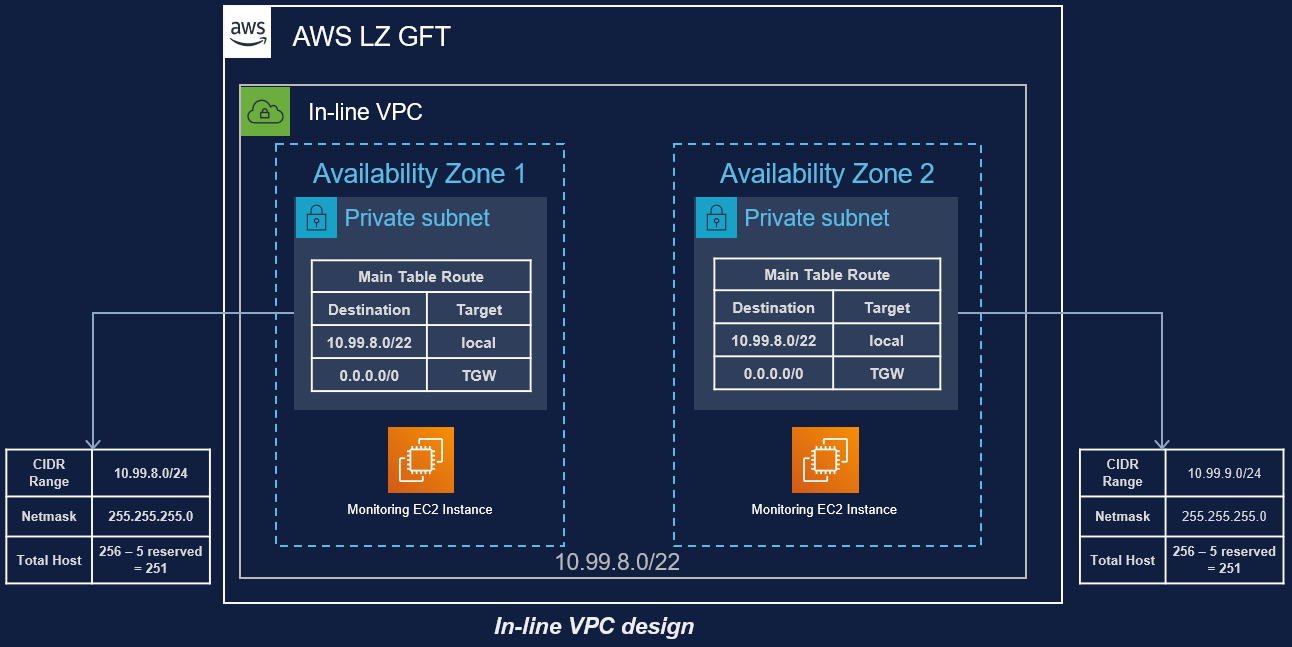 aws
AWS LZ GFT
In-line VPC
Availability Zone 1
Private subnet
Main Table Route
Destination Target
10.99.8.0/22 local
0.0.0.0/0 TGW
Monitoring EC2 Instance
Availability Zone 2
Private subnet
Main Table Route
Destination Target
10.99.8.0/22 local
0.0.0.0/0 TGW
Monitoring EC2 Instance
CIDR
Range
10.99.8.0/24
Netmask 255.255.255.0
Total Host
256 – 5 reserved
= 251
CIDR
Range
10.99.9.0/24
Netmask 255.255.255.0
Total Host
256 – 5 reserved
= 251
10.99.8.0/22
In-line VPC design